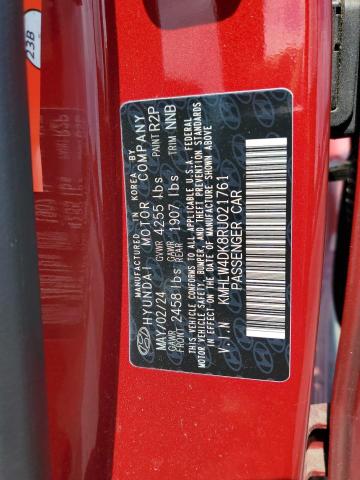 MANUFACTURED IN KOREA BY
HYUNDAI MOTOR COMPANY
MAY/02/24 GVWR 4255 lbs PAINT R2P
GAWR FRONT 2458 lbs GAWR REAR 1907 lbs TRIM NNB
THIS VEHICLE CONFORMS TO ALL APPLICABLE U.S.A. FEDERAL
MOTOR VEHICLE SAFETY, BUMPER, AND THEFT PREVENTION STANDARDS
IN EFFECT ON THE DATE OF MANUFACTURE SHOWN ABOVE
V.I.N KMHLN4DK8RU021761
PASSENGER CAR
23B